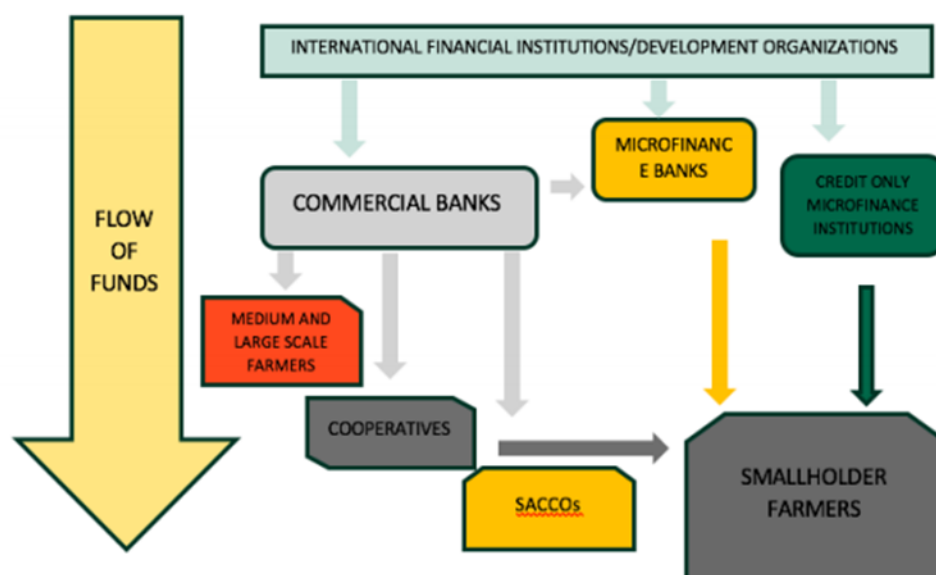 INTERNATIONAL FINANCIAL INSTITUTIONS/DEVELOPMENT ORGANIZATIONS
MICROFINANC
E BANKS
COMMERCIAL BANKS
CREDIT ONLY
MICROFINANCE
INSTITUTIONS
FLOW
OF
FUNDS
MEDIUM AND
LARGE SCALE
FARMERS
COOPERATIVES
SACCOs
SMALLHOLDER
FARMERS